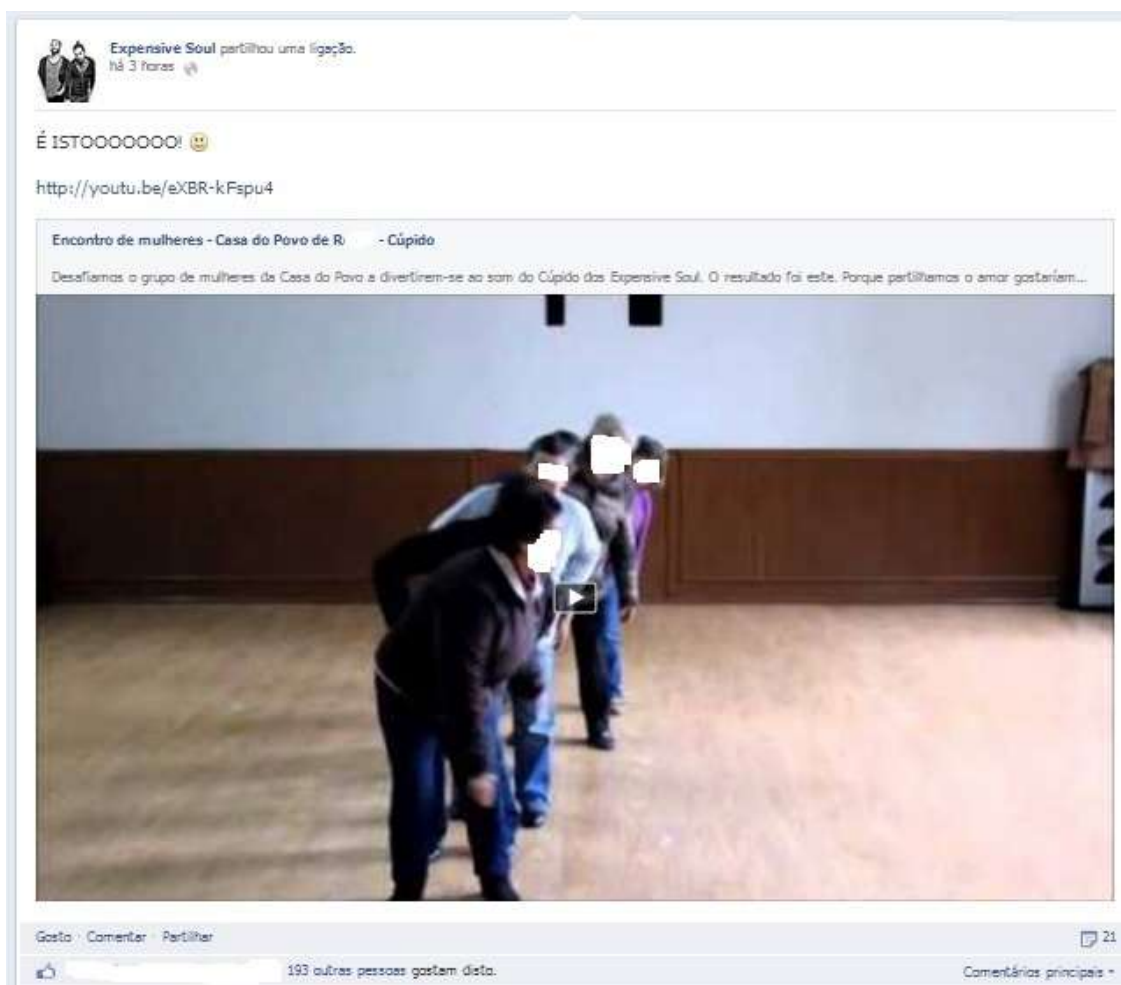 Expensive Soul partilhou uma ligação.
há 3 horas
É ISTOOOOOOO!
http://youtu.be/eXBR-kFspu4
Encontro de mulheres - Casa do Povo de R - Cúpido
Desafiamos o grupo de mulheres da Casa do Povo a divertirem-se ao som do Cúpido dos Expensive Soul. O resultado foi este. Porque partilhamos o amor gostaríam...
Gosto · Comentar · Partilhar
21
193 outras pessoas gostam disto.
Comentários principais